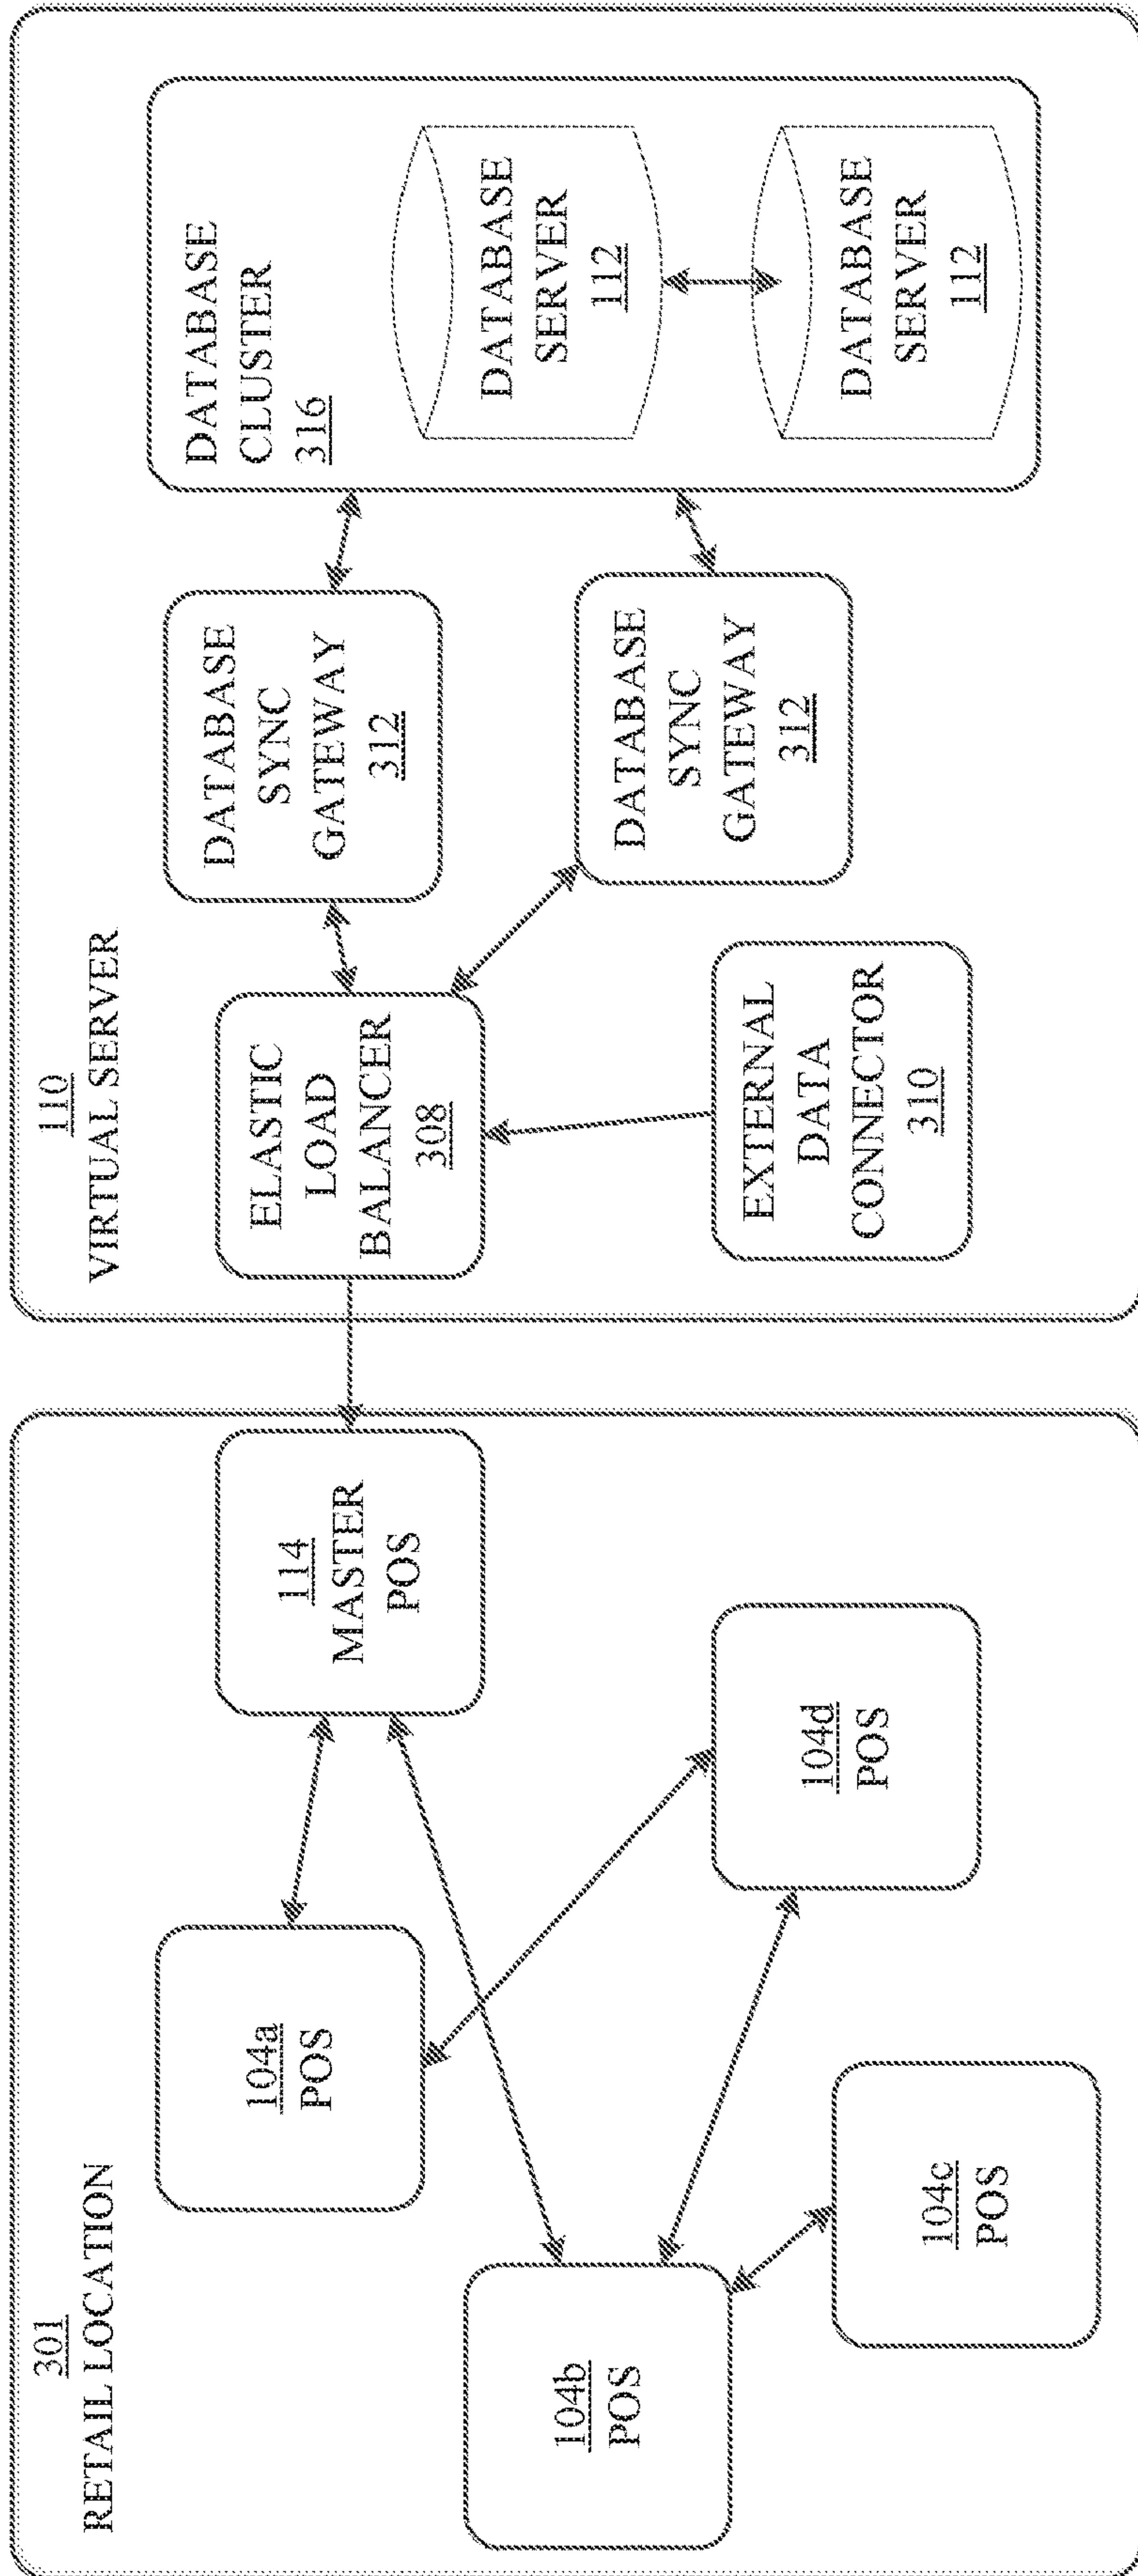 301
RETAIL LOCATION
104a
POS
104b
POS
104c
POS
104d
POS
114
MASTER
POS
110
VIRTUAL SERVER
ELASTIC
LOAD
BALANCER
308
EXTERNAL
DATA
CONNECTOR
310
DATABASE
SYNC
GATEWAY
312
DATABASE
SYNC
GATEWAY
312
DATABASE
CLUSTER
316
DATABASE
SERVER
112
DATABASE
SERVER
112